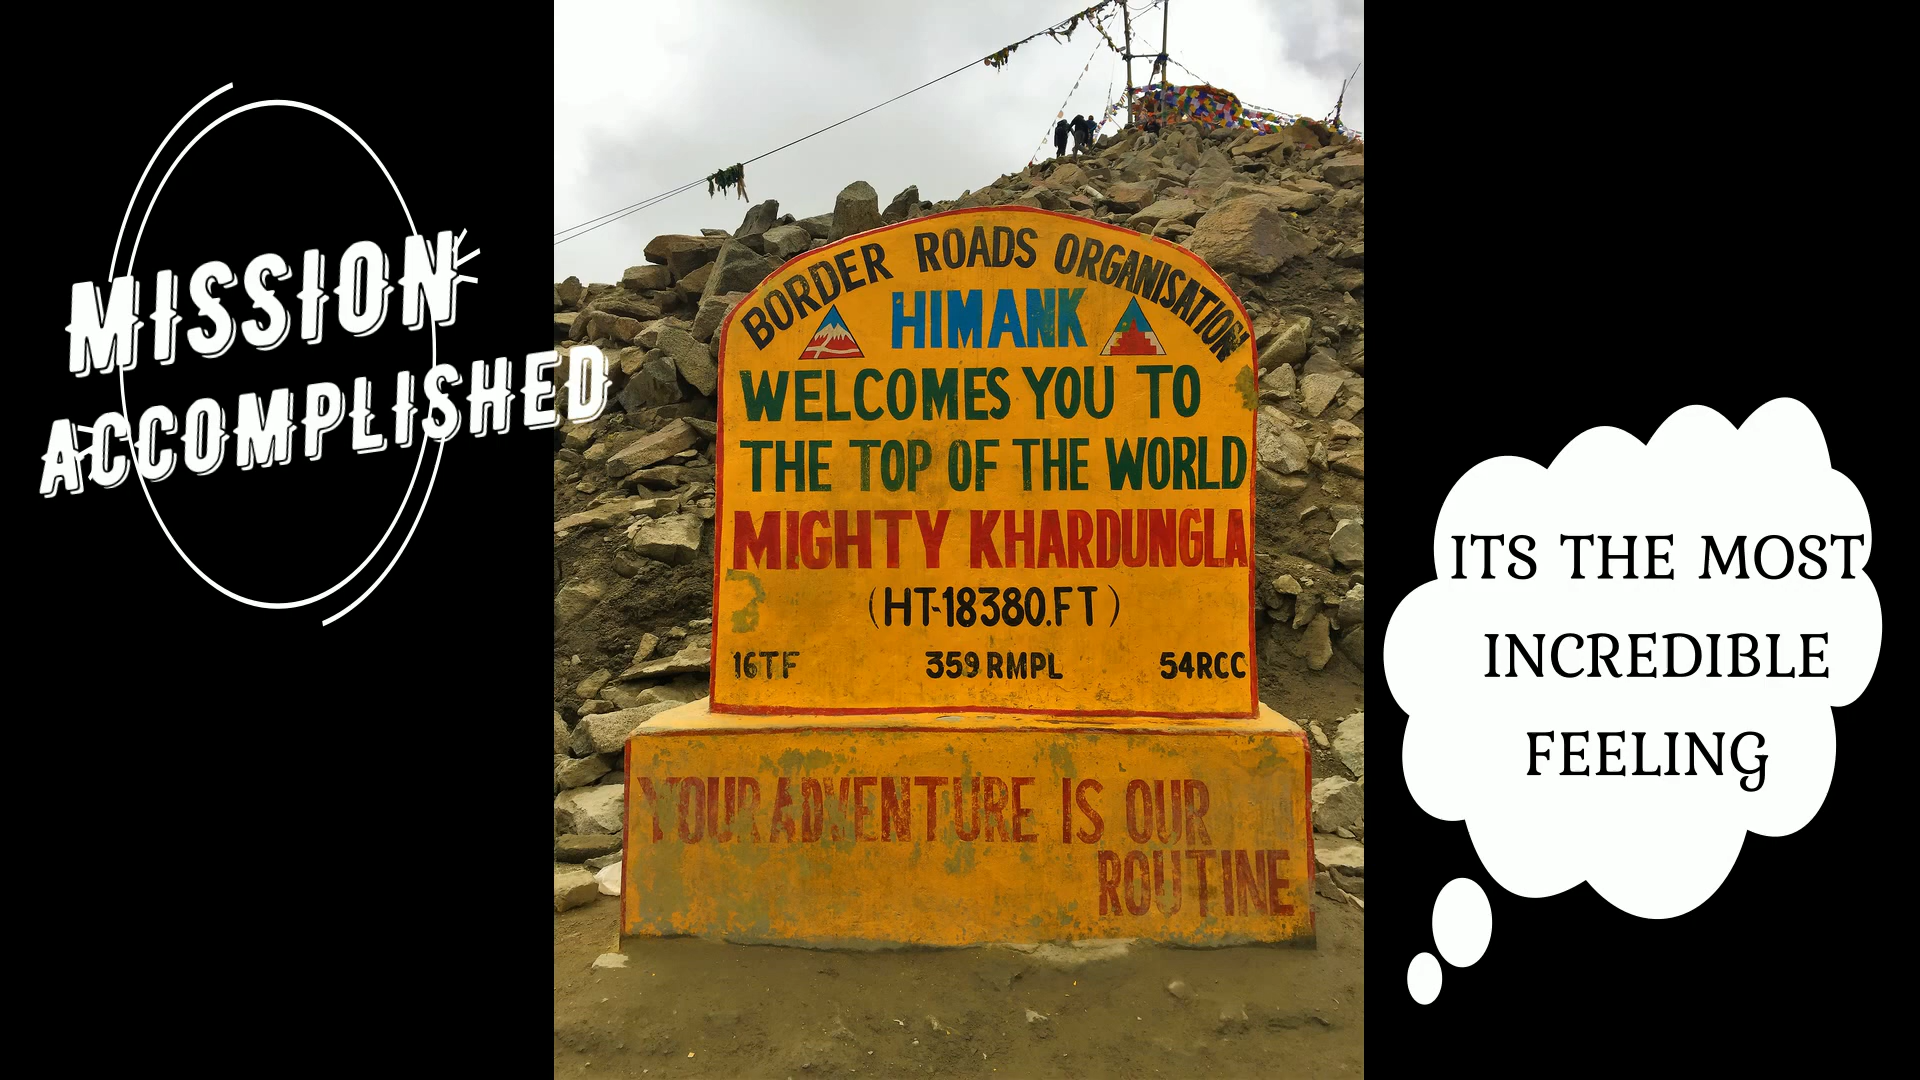 MISSION
ACCOMPLISHED
BORDER ROADS ORGANISATION
HIMANK
WELCOMES YOU TO
THE TOP OF THE WORLD
MIGHTY KHARDUNGLA
(HT-18380.FT)
16TF 359 RMPL 54RCC
YOUR ADVENTURE IS OUR
ROUTINE
ITS THE MOST
INCREDIBLE
FEELING